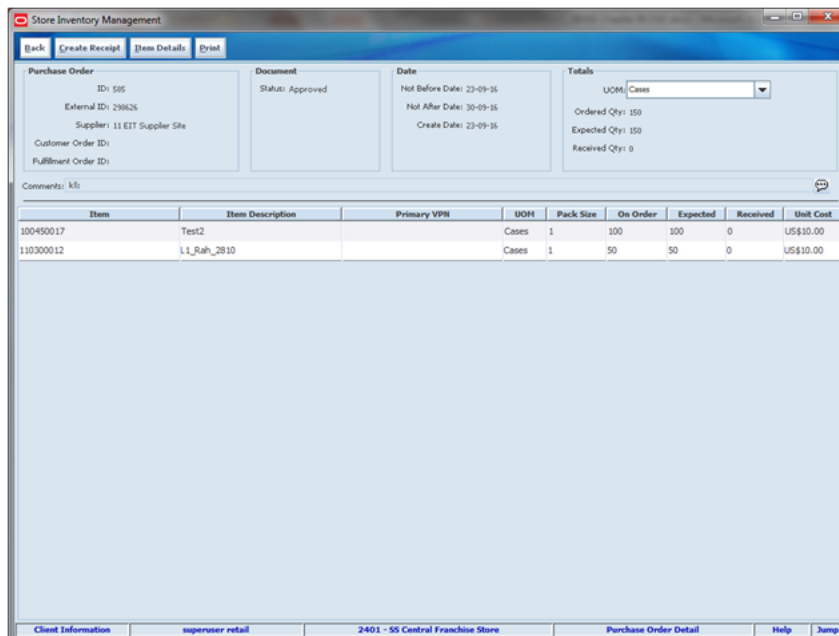 Store Inventory Management
Back Create Receipt Item Details Print
Purchase Order
ID: 505
External ID: 298626
Supplier: 11 EIT Supplier Site
Customer Order ID:
Fulfillment Order ID:
Document
Status: Approved
Date
Not Before Date: 23-09-16
Not After Date: 30-09-16
Create Date: 23-09-16
Totals
UOM: Cases
Ordered Qty: 150
Expected Qty: 150
Received Qty: 0
Comments:
Item Item Description Primary VPN UOM Pack Size On Order Expected Received Unit Cost
100450017 Test2 Cases 1 100 100 0 US$10.00
110300012 L1_Rah_2810 Cases 1 50 50 0 US$10.00
Client Information superuser retail 2401 - SS Central Franchise Store Purchase Order Detail Help Jump